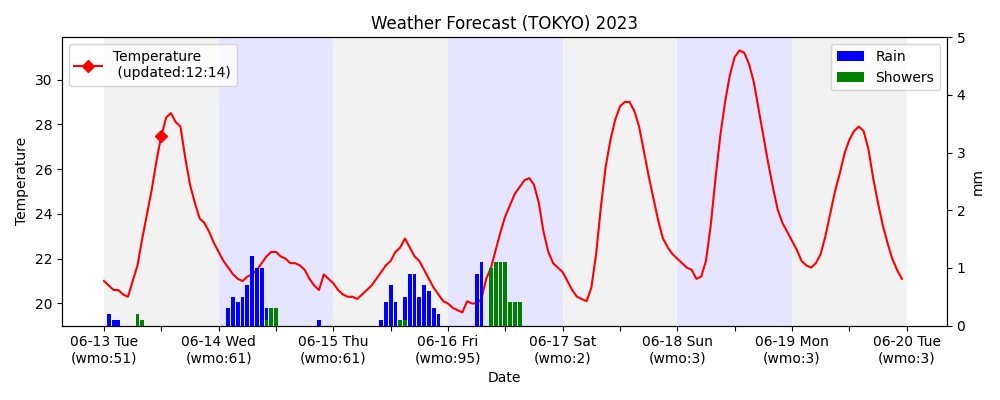 Weather Forecast (TOKYO) 2023
Temperature
(updated:12:14)
Rain
Showers
Temperature
30
28
26
24
22
20
5
4
3
2
1
0
mm
06-13 Tue
(wmo:51)
06-14 Wed
(wmo:61)
06-15 Thu
(wmo:61)
06-16 Fri
(wmo:95)
06-17 Sat
(wmo:2)
06-18 Sun
(wmo:3)
06-19 Mon
(wmo:3)
06-20 Tue
(wmo:3)
Date